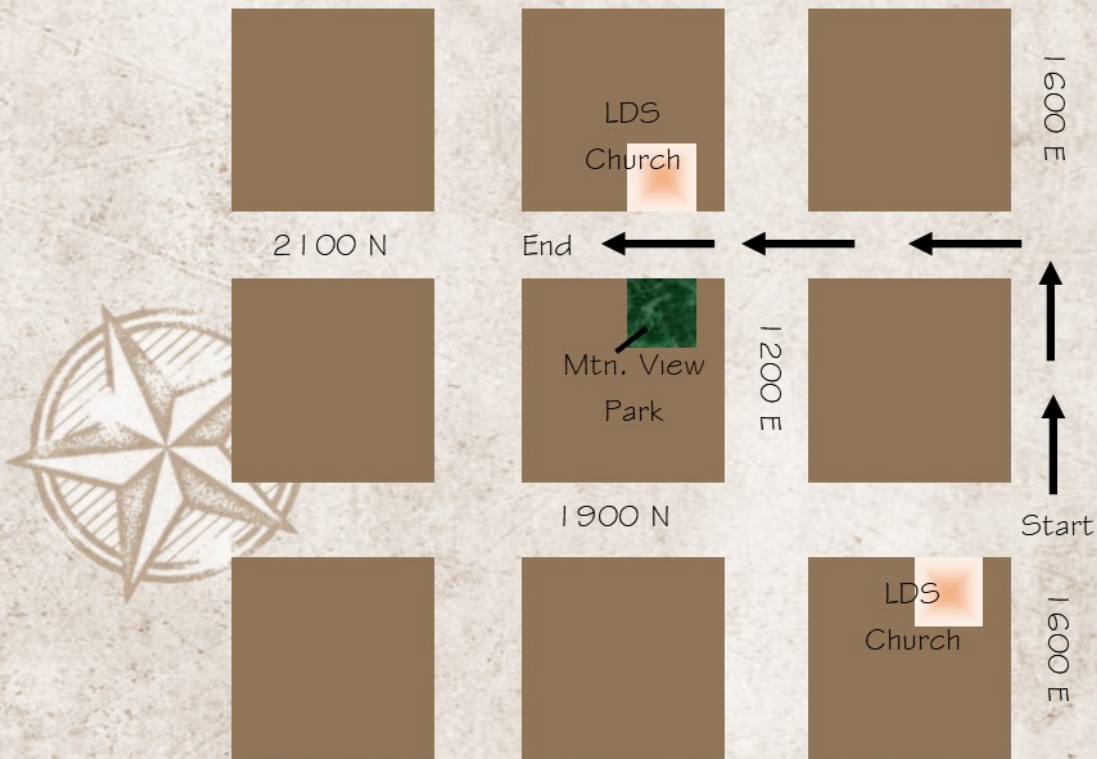 1600 E
LDS
Church
2100 N
End
1200 E
Mtn. View
Park
1900 N
Start
LDS
Church
1600 E